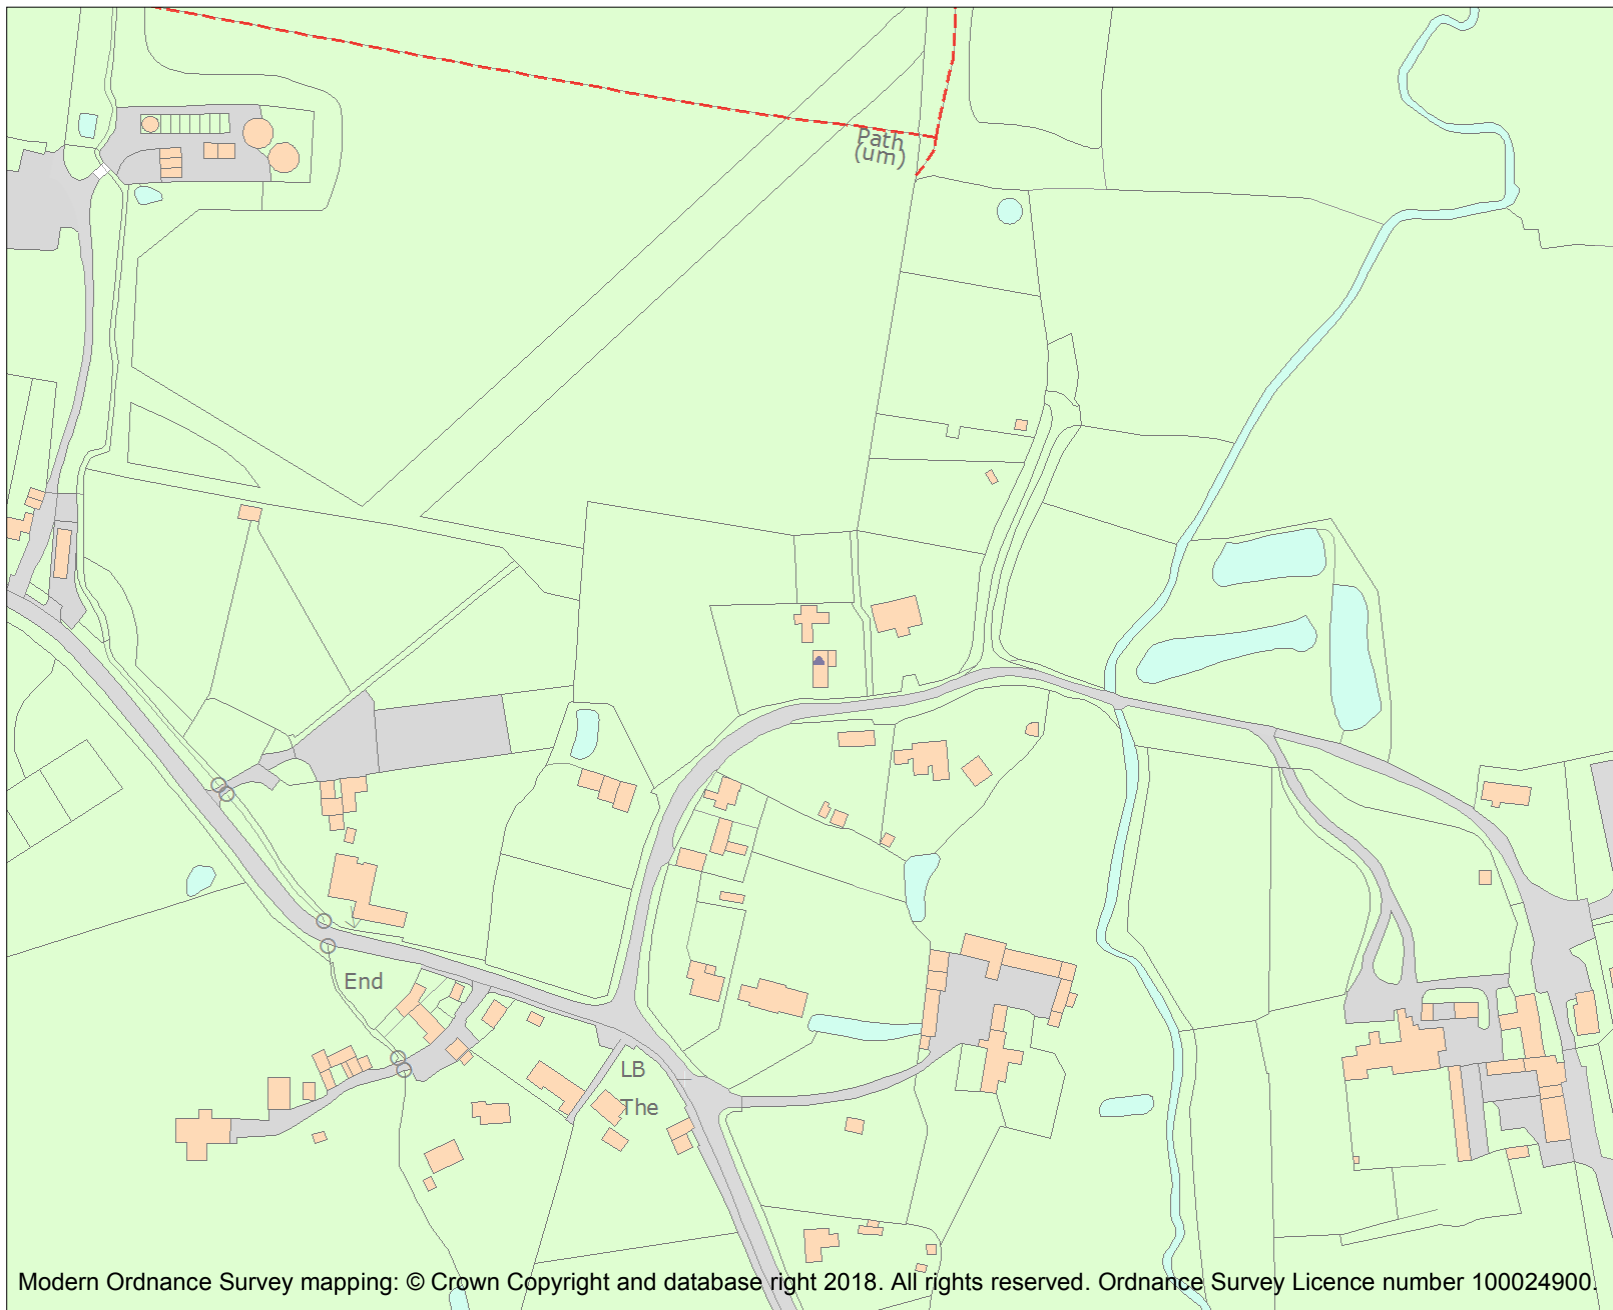 Path
(um)
End
LB
The
Modern Ordnance Survey mapping: © Crown Copyright and database right 2018. All rights reserved. Ordnance Survey Licence number 100024900.